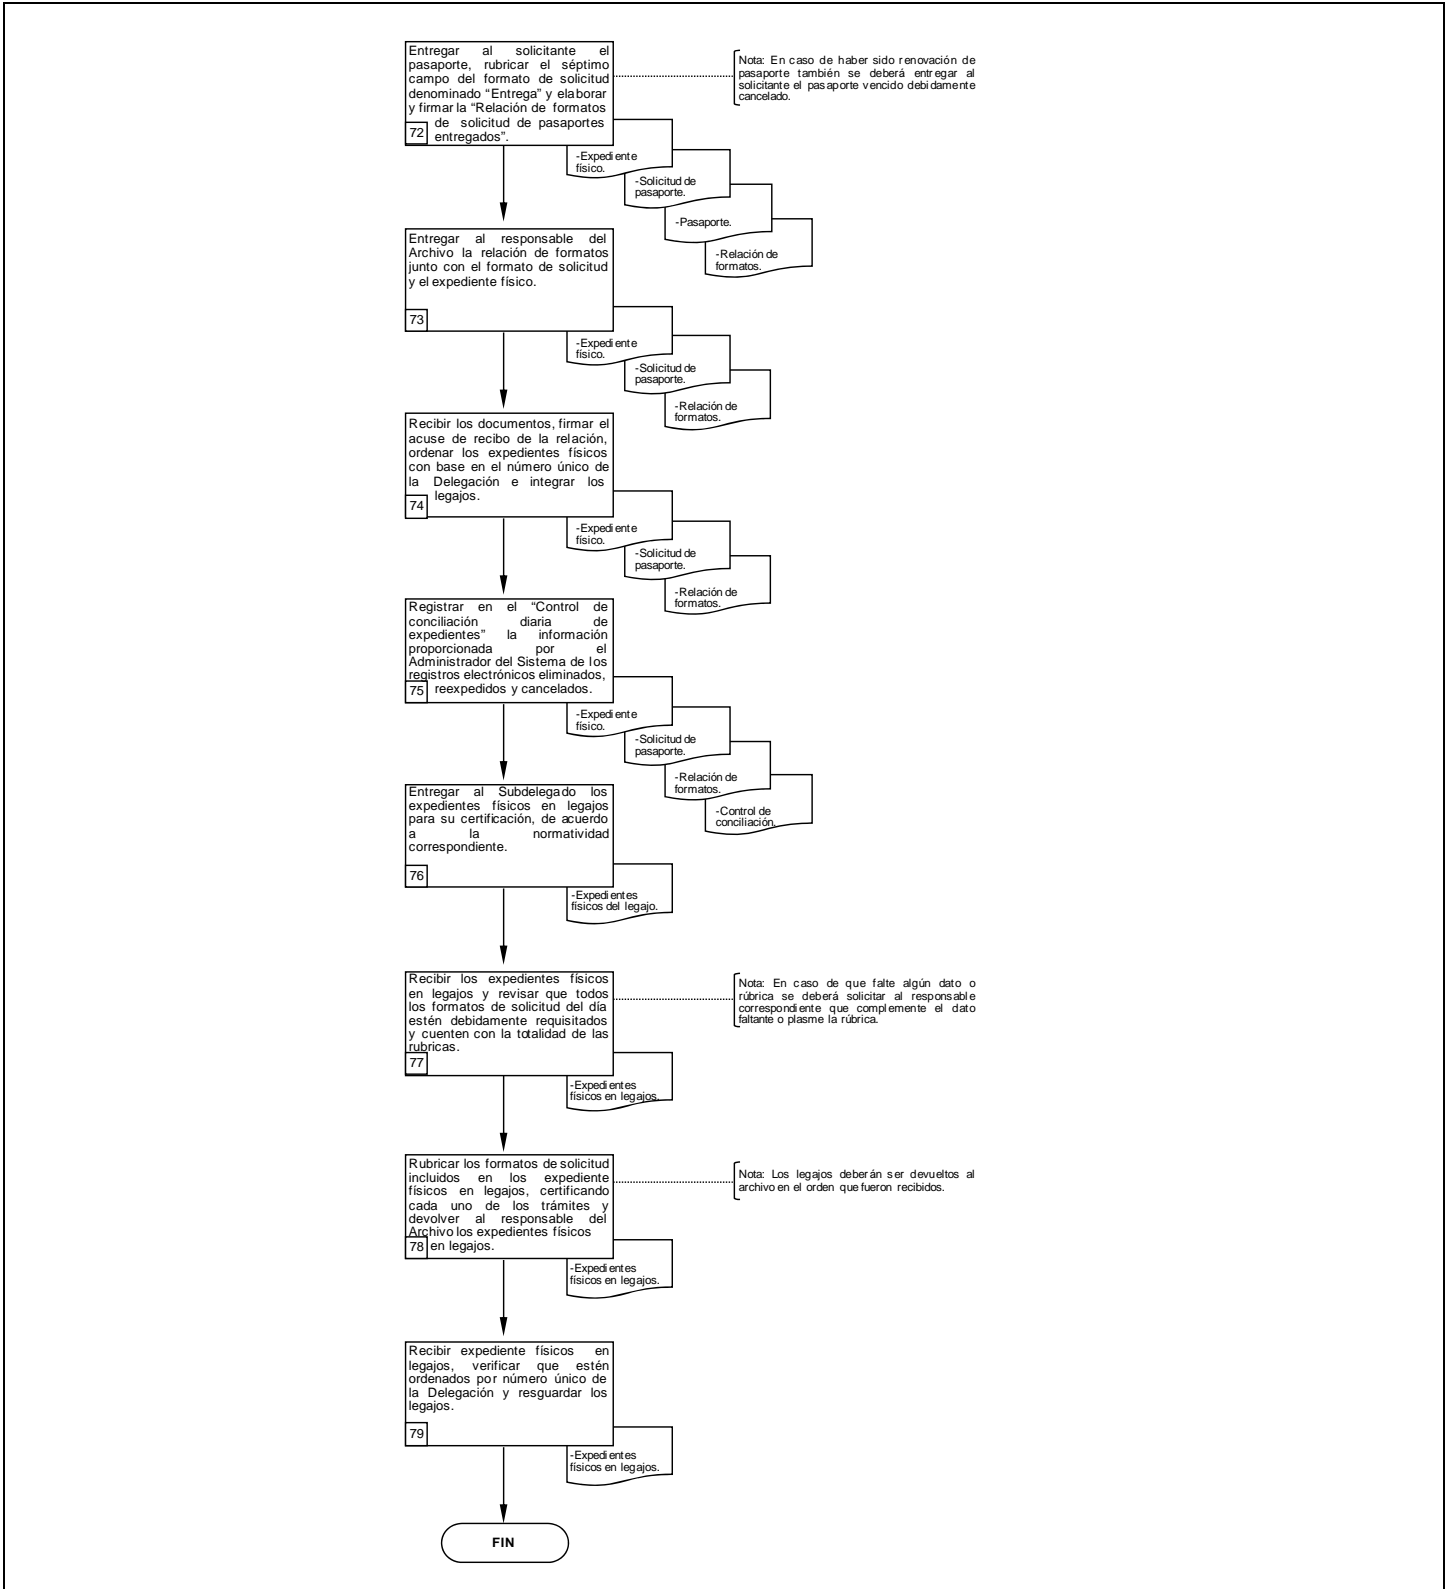 Entregar al solicitante el
pasaporte, rubricar el séptimo
campo del formato de solicitud
denominado “Entrega” y elaborar
y firmar la “Relación de formatos
de solicitud de pasaportes
entregados”.
72
Nota: En caso de haber sido renovación de
pasaporte también se deberá entregar al
solicitante el pasaporte vencido debidamente
cancelado.
-Expediente
físico.
-Solicitud de
pasaporte.
-Pasaporte.
-Relación de
formatos.
Entregar al responsable del
Archivo la relación de formatos
junto con el formato de solicitud
y el expediente físico.
73
-Expediente
físico.
-Solicitud de
pasaporte.
-Relación de
formatos.
Recibir los documentos, firmar el
acuse de recibo de la relación,
ordenar los expedientes físicos
con base en el número único de
la Delegación e integrar los
legajos.
74
-Expediente
físico.
-Solicitud de
pasaporte.
-Relación de
formatos.
Registrar en el “Control de
conciliación diaria de
expedientes” la información
proporcionada por el
Administrador del Sistema de los
registros electrónicos eliminados,
reexpedidos y cancelados.
75
-Expediente
físico.
-Solicitud de
pasaporte.
-Relación de
formatos.
-Control de
conciliación.
Entregar al Subdelegado los
expedientes físicos en legajos
para su certificación, de acuerdo
a la normatividad
correspondiente.
76
-Expedientes
físicos del legajo.
Recibir los expedientes físicos
en legajos y revisar que todos
los formatos de solicitud del día
estén debidamente requisitados
y cuenten con la totalidad de las
rubricas.
77
Nota: En caso de que falte algún dato o
rúbrica se deberá solicitar al responsable
correspondiente que complemente el dato
faltante o plasme la rúbrica.
-Expedientes
físicos en legajos.
Rubricar los formatos de solicitud
incluidos en los expediente
físicos en legajos, certificando
cada uno de los trámites y
devolver al responsable del
Archivo los expedientes físicos
en legajos.
78
Nota: Los legajos deberán ser devueltos al
archivo en el orden que fueron recibidos.
-Expedientes
físicos en legajos.
Recibir expediente físicos en
legajos, verificar que estén
ordenados por número único de
la Delegación y resguardar los
legajos.
79
-Expedientes
físicos en legajos.
FIN